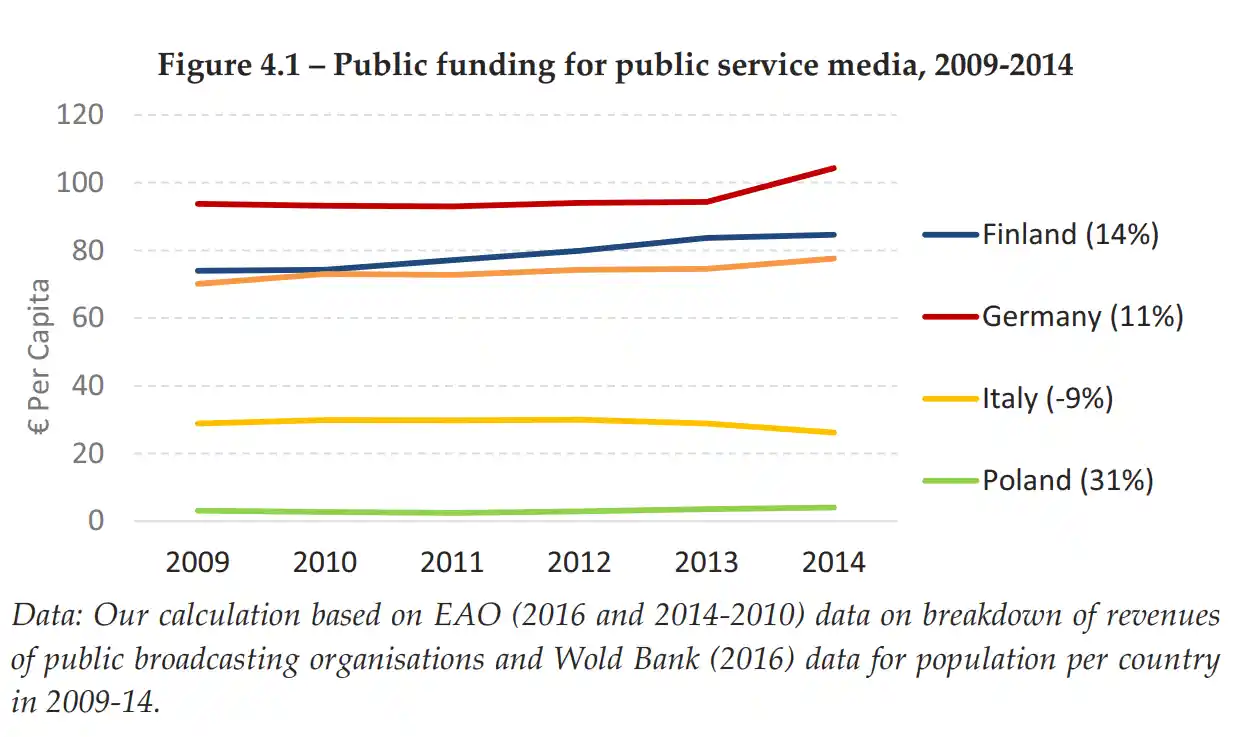 Figure 4.1 – Public funding for public service media, 2009-2014
120
100
80
60
40
20
0
€ Per Capita
2009 2010 2011 2012 2013 2014
Finland (14%)
Germany (11%)
Italy (-9%)
Poland (31%)
Data: Our calculation based on EAO (2016 and 2014-2010) data on breakdown of revenues
of public broadcasting organisations and Wold Bank (2016) data for population per country
in 2009-14.